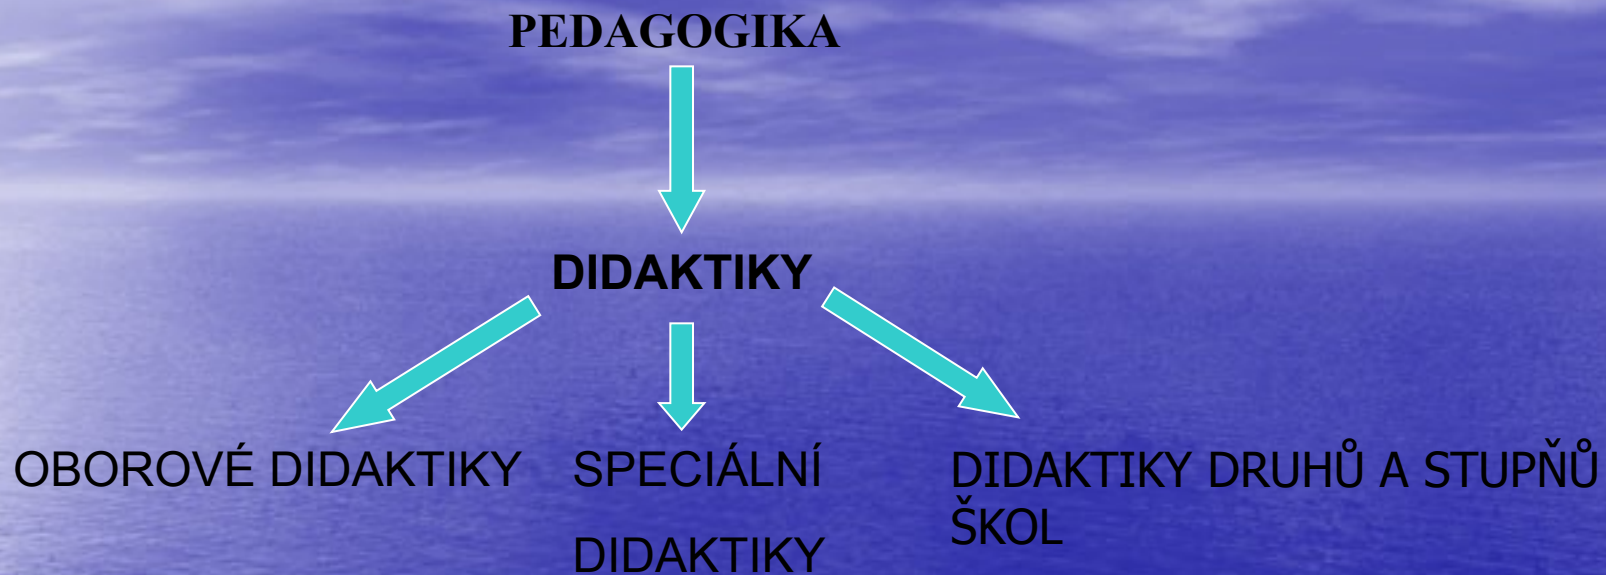 PEDAGOGIKA
DIDAKTIKY
OBOROVÉ DIDAKTIKY
SPECIÁLNÍ
DIDAKTIKY
DIDAKTIKY DRUHŮ A STUPŇŮ
ŠKOL